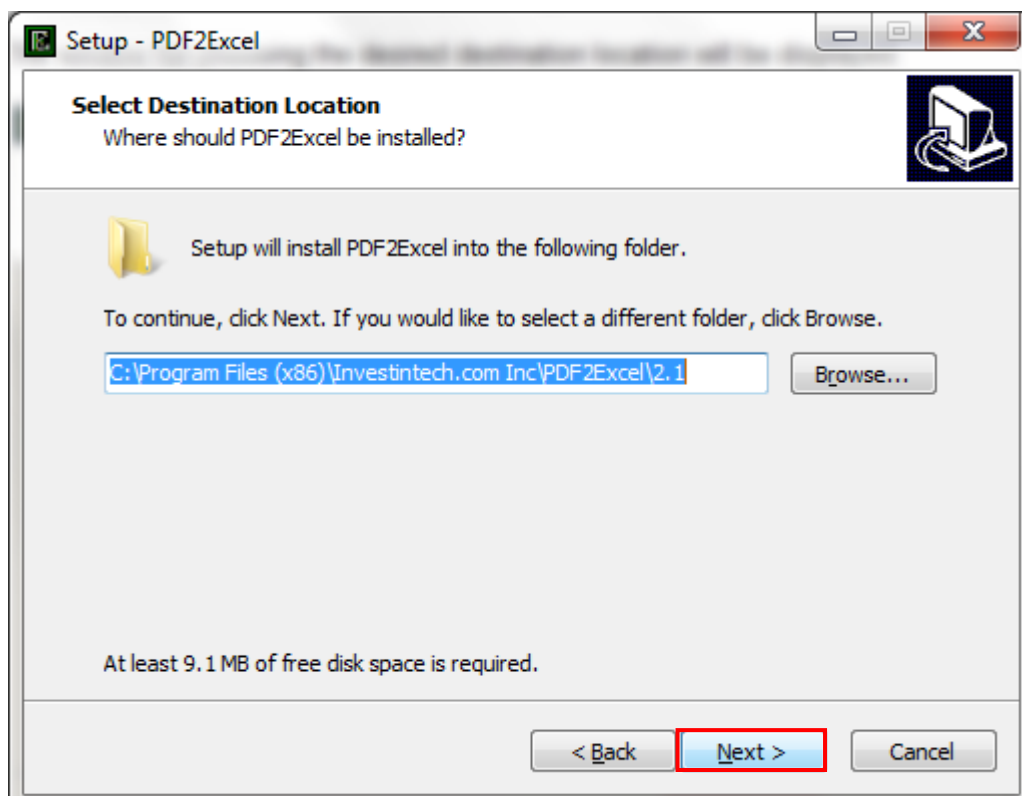 Setup - PDF2Excel
Select Destination Location
Where should PDF2Excel be installed?
Setup will install PDF2Excel into the following folder.
To continue, click Next. If you would like to select a different folder, click Browse.
C:\Program Files (x86)\Investintech.com Inc\PDF2Excel\2.1
Browse...
At least 9.1 MB of free disk space is required.
< Back Next > Cancel